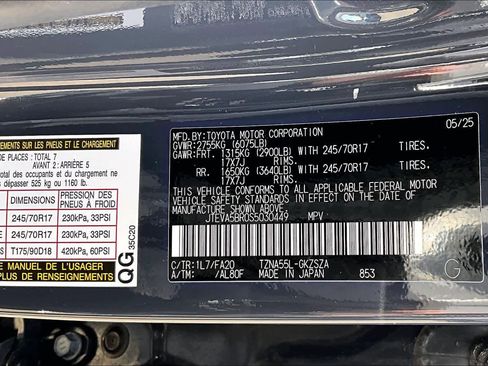 SUR LES PNEUS ET LE CHARGEMENT
DE PLACES : TOTAL 7
AVANT : 2 ARRIÈRE : 5
total des occupants et du chargement ne
dépasser 525 kg ou 1160 lb.
DIMENSIONS PRESSION DES PNEUS À FROID
245/70R17 230kPa, 33PSI
245/70R17 230kPa, 33PSI
T175/90D18 420kPa, 60PSI
LE MANUEL DE L'USAGER
PLUS DE RENSEIGNEMENTS
QG 35C20
05/25
MFD.BY:TOYOTA MOTOR CORPORATION
GVWR:2755KG (6075LB)
GAWR:FRT. 1315KG (2900LB) WITH 245/70R17 TIRES.
17X7J RIMS.
RR. 1650KG (3640LB) WITH 245/70R17 TIRES.
17X7J RIMS.
THIS VEHICLE CONFORMS TO ALL APPLICABLE FEDERAL MOTOR
VEHICLE SAFETY STANDARDS IN EFFECT ON THE DATE OF
MANUFACTURE SHOWN ABOVE.
JTEVA5BR0S5030449 MPV
C/TR:1L7/FA20 TZNA55L-GKZSZA
A/TM: /AL80F MADE IN JAPAN 853
G